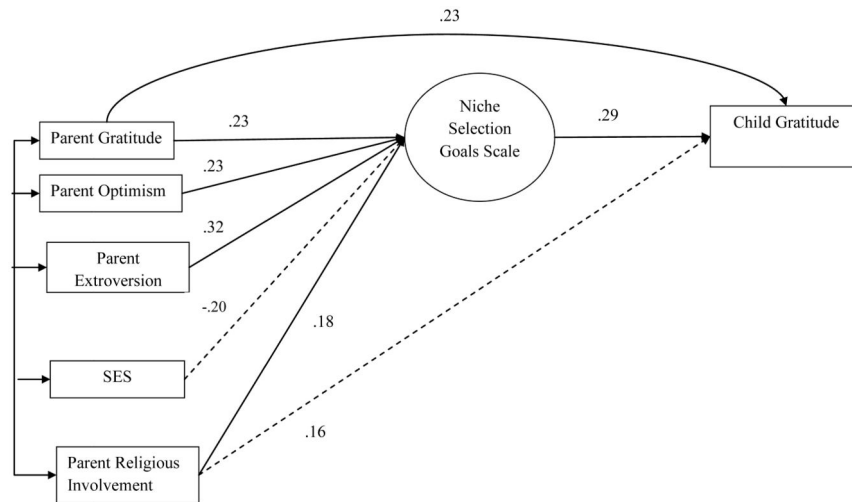 .23
Parent Gratitude
.23
Niche
Selection
Goals Scale
.29
Child Gratitude
Parent Optimism
.23
Parent
Extroversion
.32
-.20
.18
SES
.16
Parent Religious
Involvement